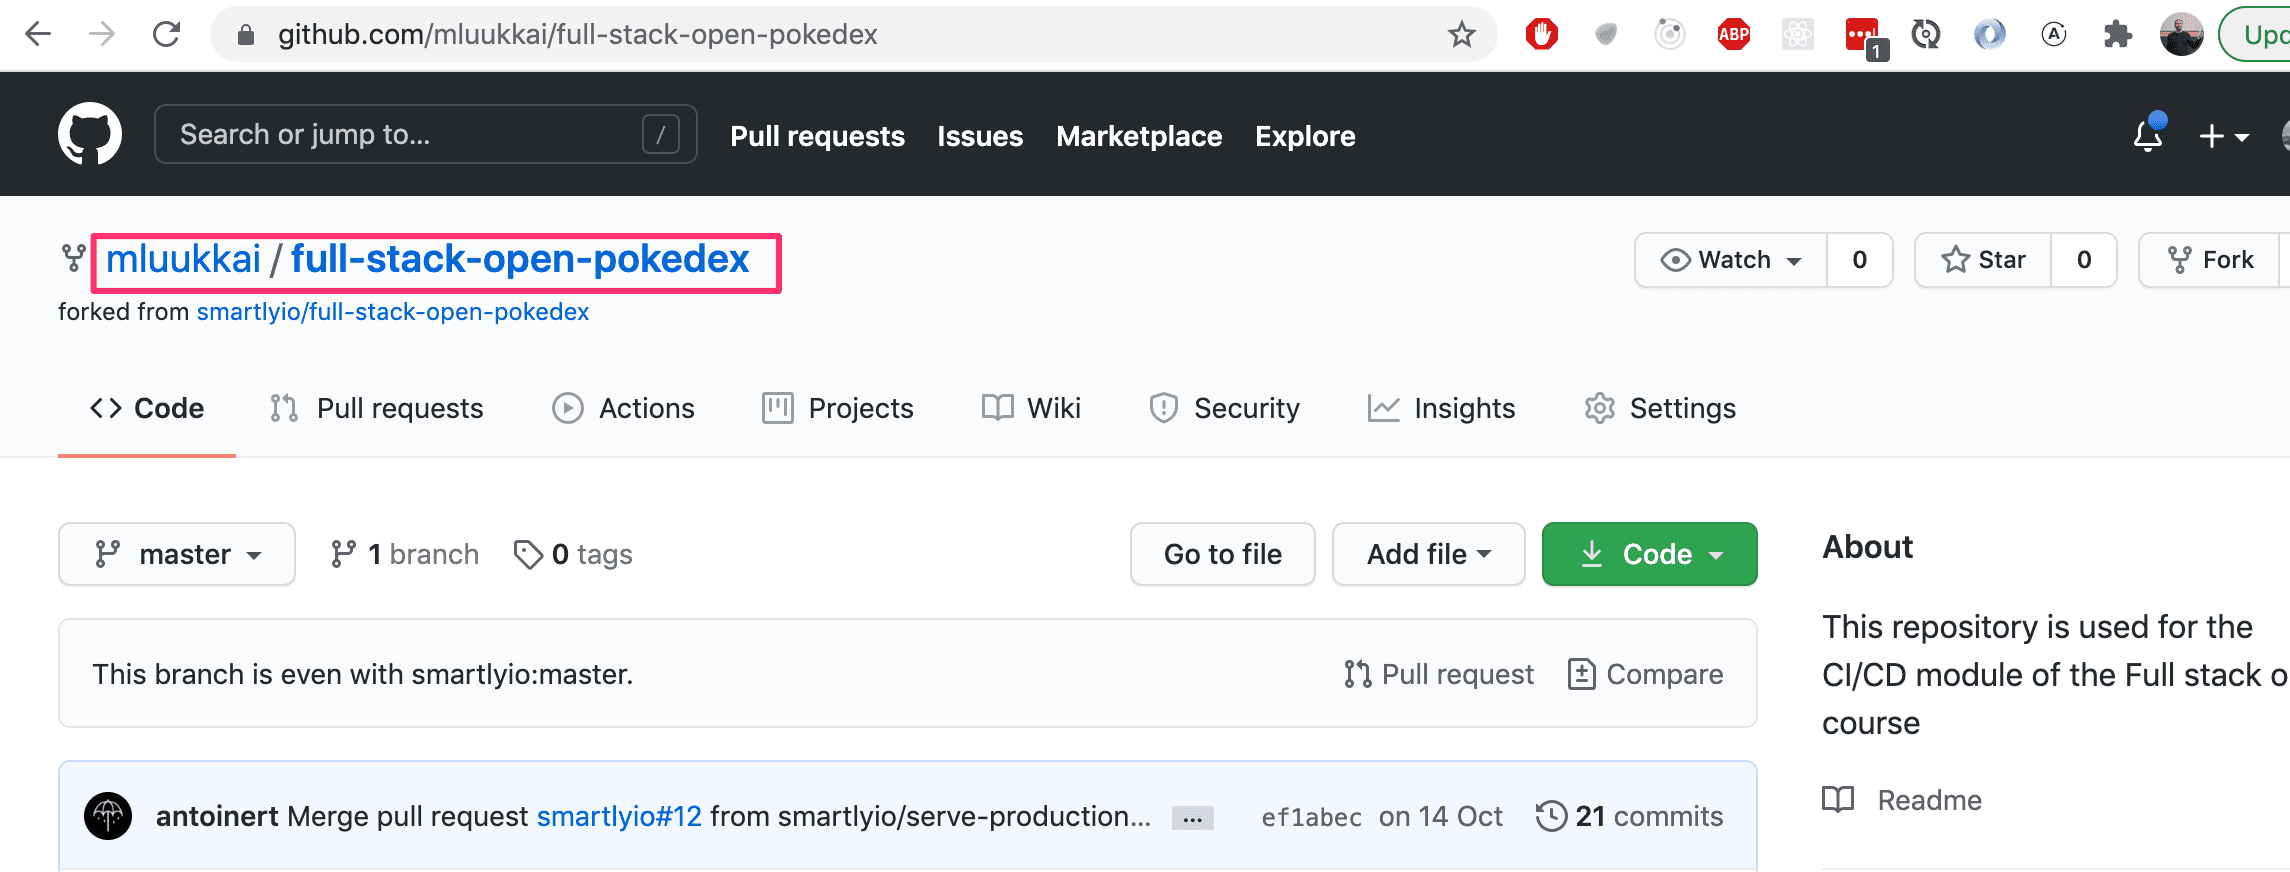 github.com/mluukkai/full-stack-open-pokedex
ABP
1
A
Upd
Search or jump to... /
Pull requests Issues Marketplace Explore
mluukkai / full-stack-open-pokedex
forked from smartlyio/full-stack-open-pokedex
Watch 0 Star 0 Fork
Code Pull requests Actions Projects Wiki Security Insights Settings
master 1 branch 0 tags Go to file Add file Code
About
This repository is used for the
CI/CD module of the Full stack o
course
Readme
This branch is even with smartlyio:master. Pull request Compare
antoinert Merge pull request smartlyio#12 from smartlyio/serve-production... ... ef1abec on 14 Oct 21 commits